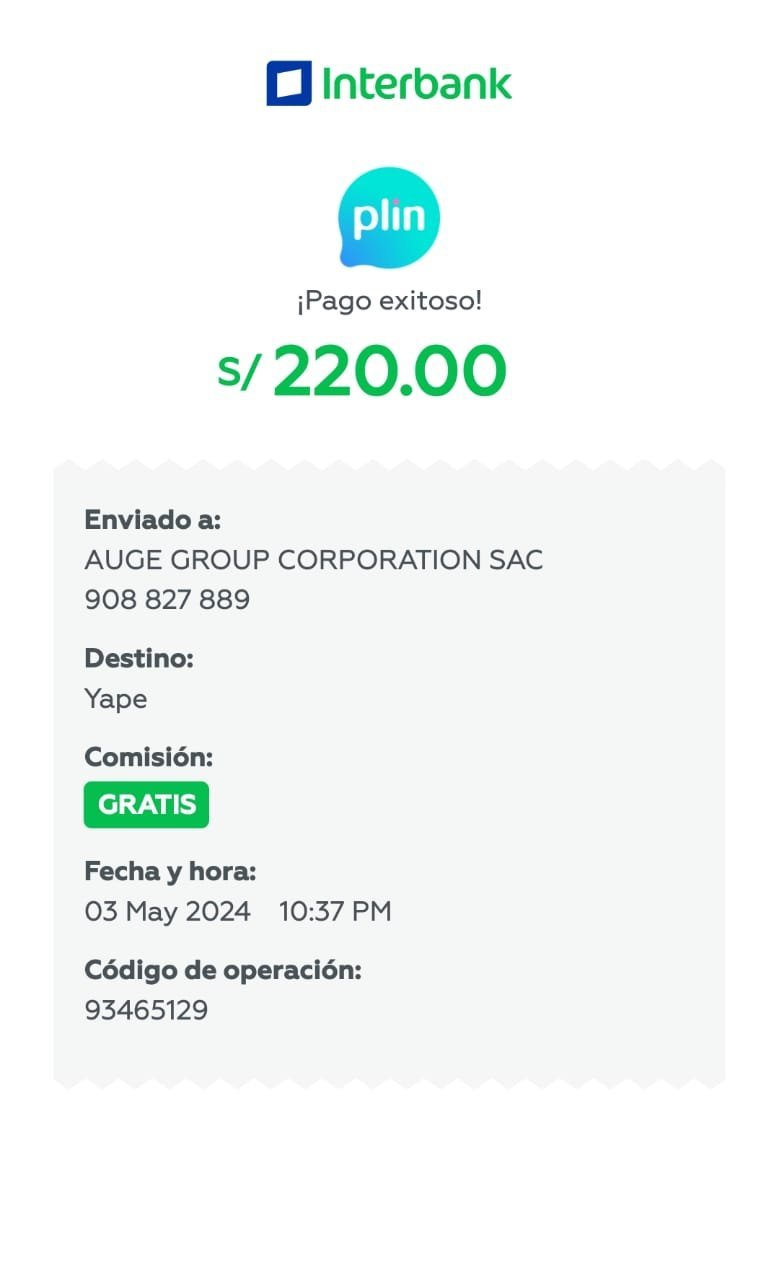 Interbank
plin
¡Pago exitoso!
S/ 220.00
Enviado a:
AUGE GROUP CORPORATION SAC
908 827 889
Destino:
Yape
Comisión:
GRATIS
Fecha y hora:
03 May 2024 10:37 PM
Código de operación:
93465129